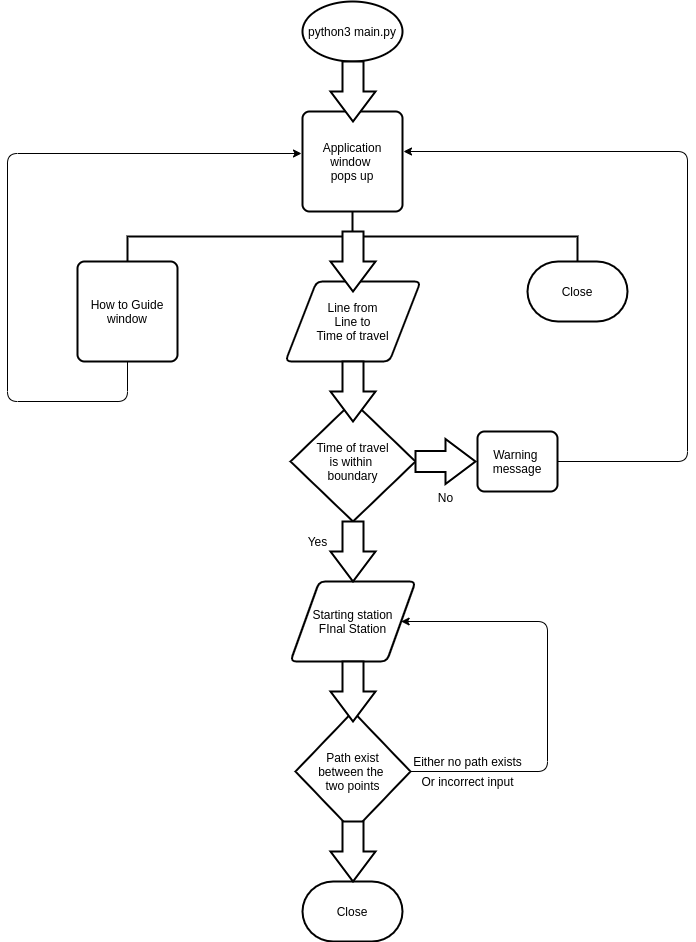 python3 main.py
Application
window
pops up
How to Guide
window
Line from
Line to
Time of travel
Close
Time of travel
is within
boundary
Warning
message
No
Yes
Starting station
FInal Station
Path exist
between the
two points
Either no path exists
Or incorrect input
Close